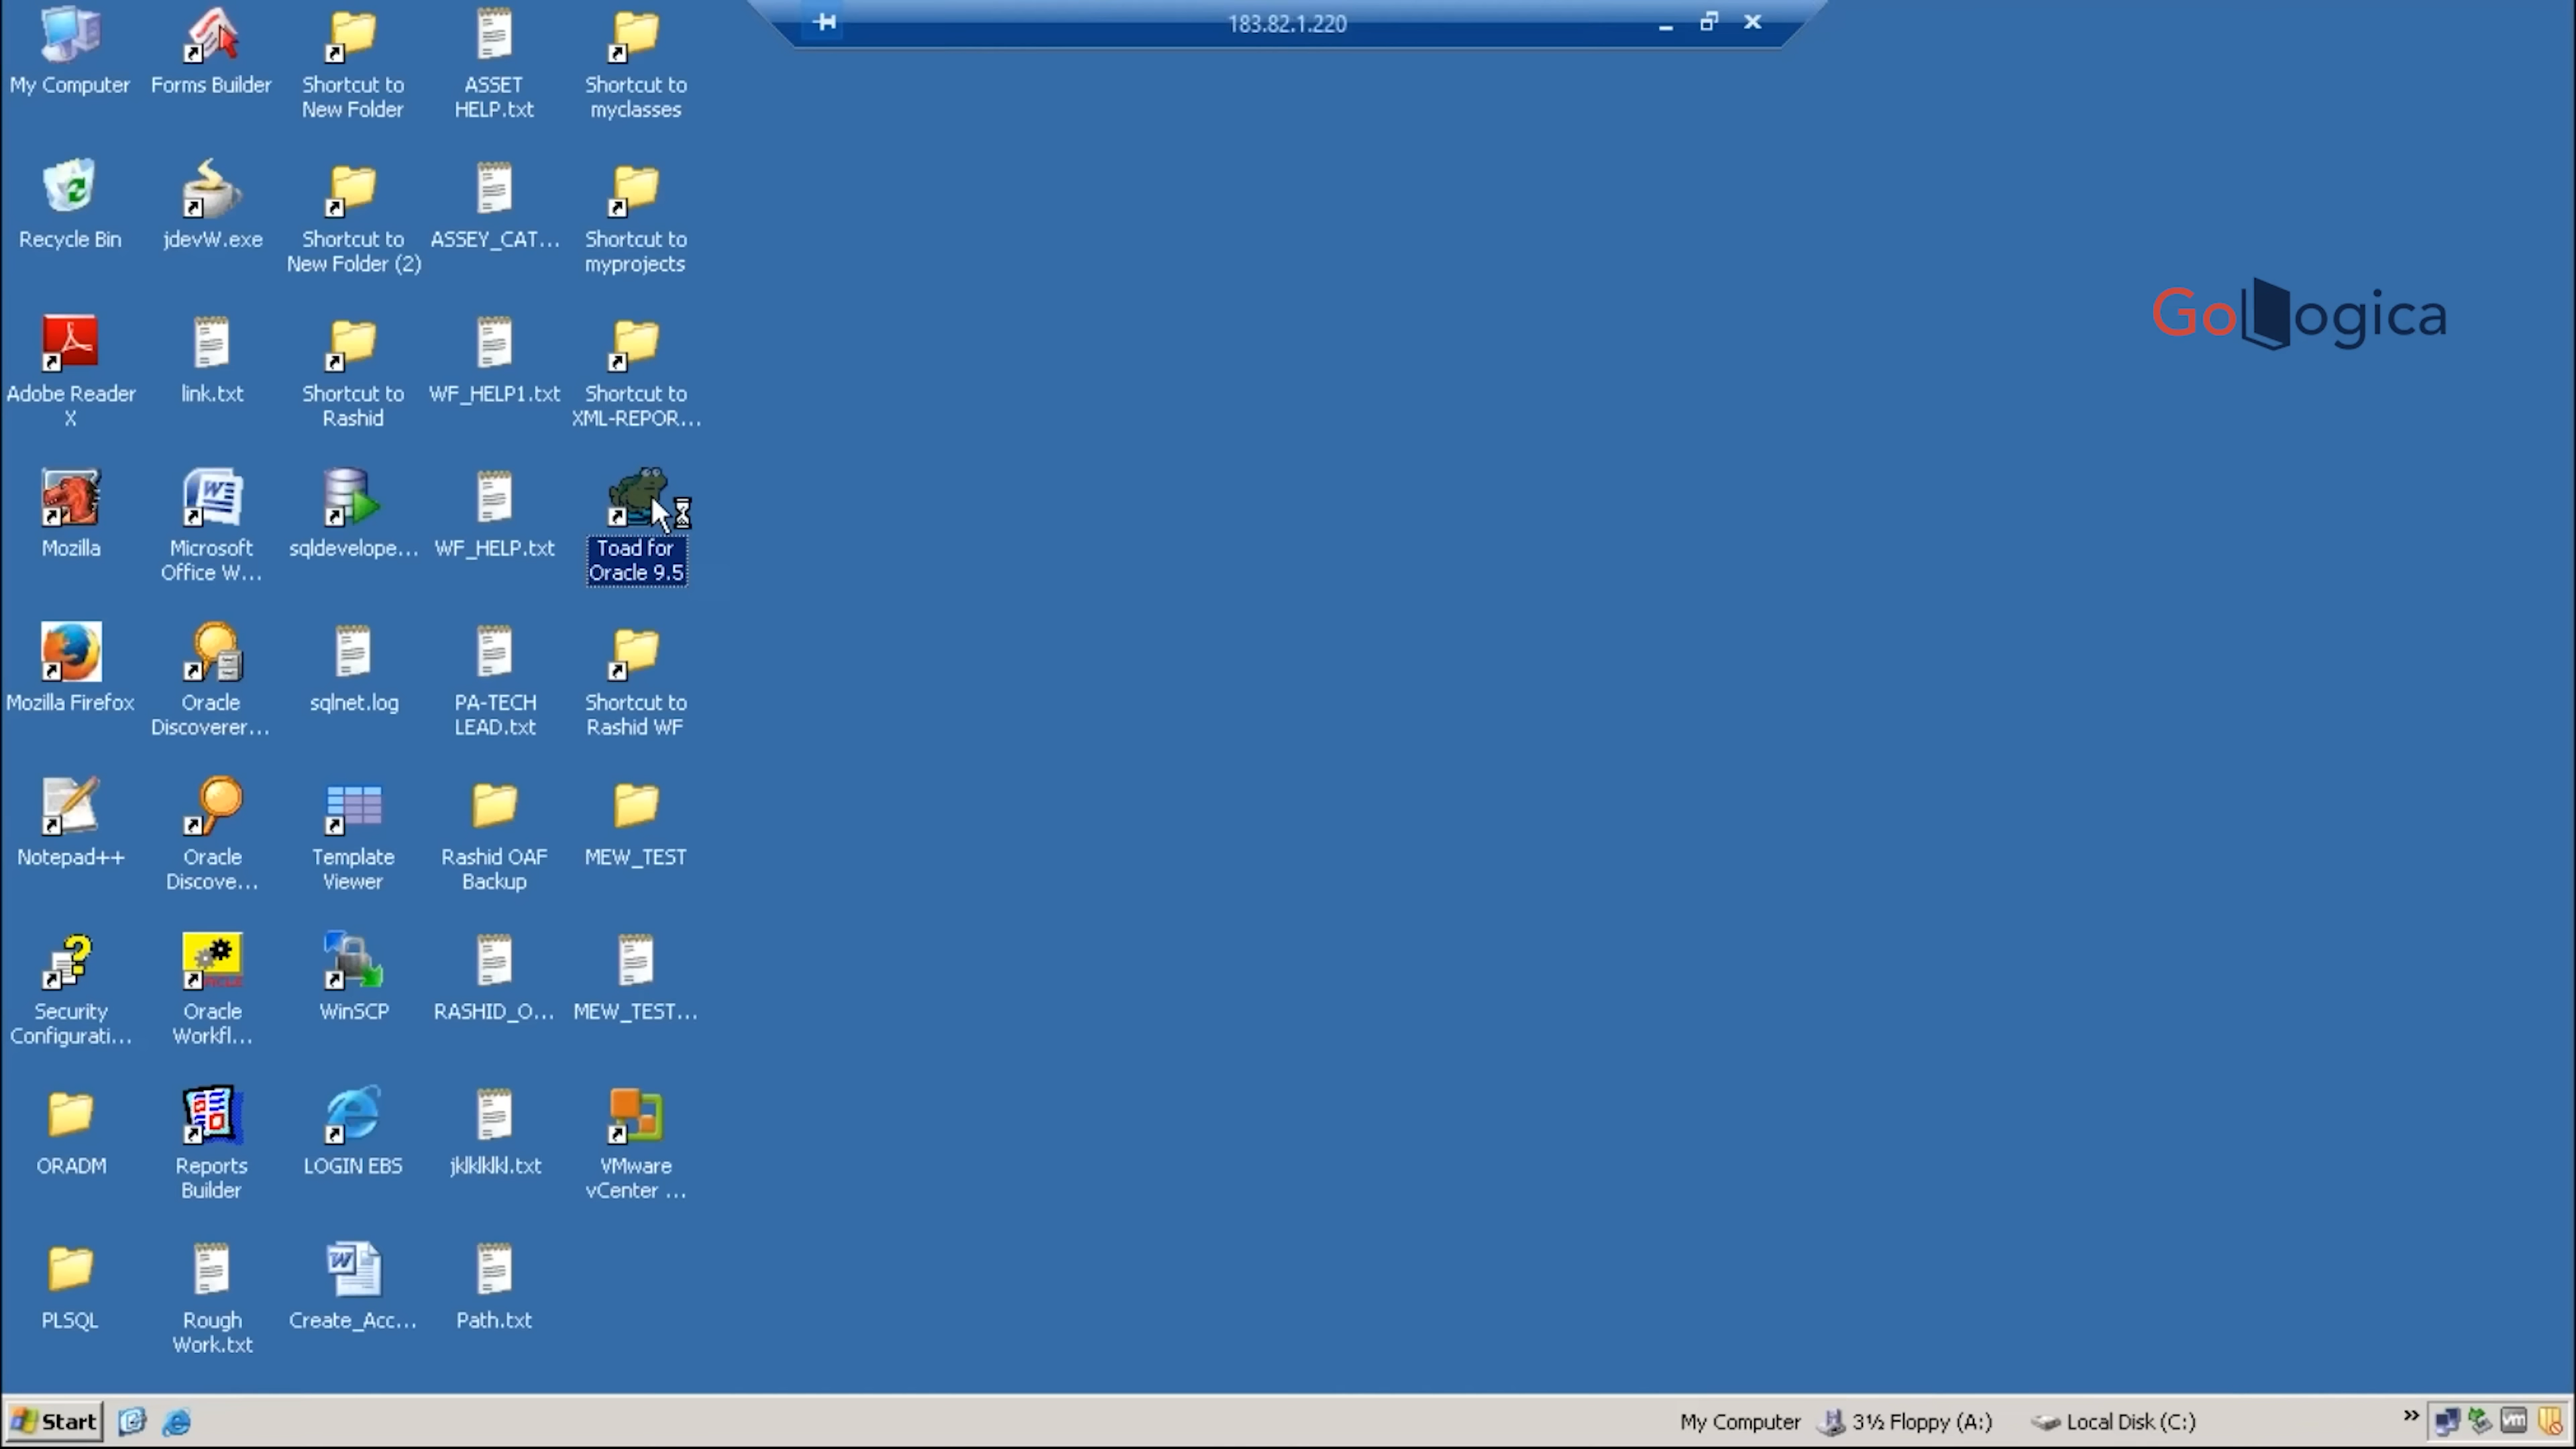 183.82.1.220
My Computer
Forms Builder
Shortcut to
New Folder
ASSET
HELP.txt
Shortcut to
myclasses
Recycle Bin
jdevW.exe
Shortcut to
New Folder (2)
ASSEY_CAT...
Shortcut to
myprojects
GoLogica
Adobe Reader
X
link.txt
Shortcut to
Rashid
WF_HELP1.txt
Shortcut to
XML-REPOR...
Mozilla
Microsoft
Office W...
sqldevelope...
WF_HELP.txt
Toad for
Oracle 9.5
Mozilla Firefox
Oracle
Discoverer...
sqlnet.log
PA-TECH
LEAD.txt
Shortcut to
Rashid WF
Notepad++
Oracle
Discove...
Template
Viewer
Rashid OAF
Backup
MEW_TEST
Security
Configurati...
Oracle
Workfl...
WinSCP
RASHID_O...
MEW_TEST...
ORADM
Reports
Builder
LOGIN EBS
jklklklkl.txt
VMware
vCenter ...
PLSQL
Rough
Work.txt
Create_Acc...
Path.txt
Start
My Computer
3½ Floppy (A:)
Local Disk (C:)
»
vm